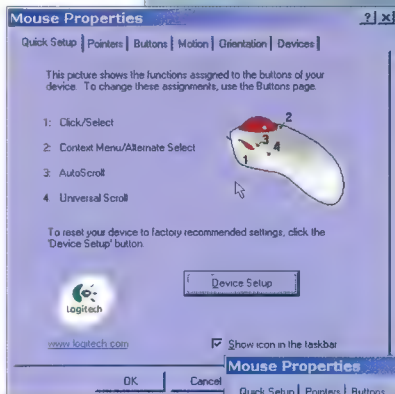 Mouse Properties ? x
Quick Setup Pointers Buttons Motion Orientation Devices
This picture shows the functions assigned to the buttons of your
device. To change these assignments, use the Buttons page.
1: Click/Select
2: Context Menu/Alternate Select
3: AutoScroll
4 Universal Scroll
2
3
4
1
To reset your device to factory recommended settings, click the
'Device Setup' button.
Device Setup
Logitech
www.logitech.com
Show icon in the taskbar
OK Cancel
Mouse Properties
Quick Setup Pointers Buttons